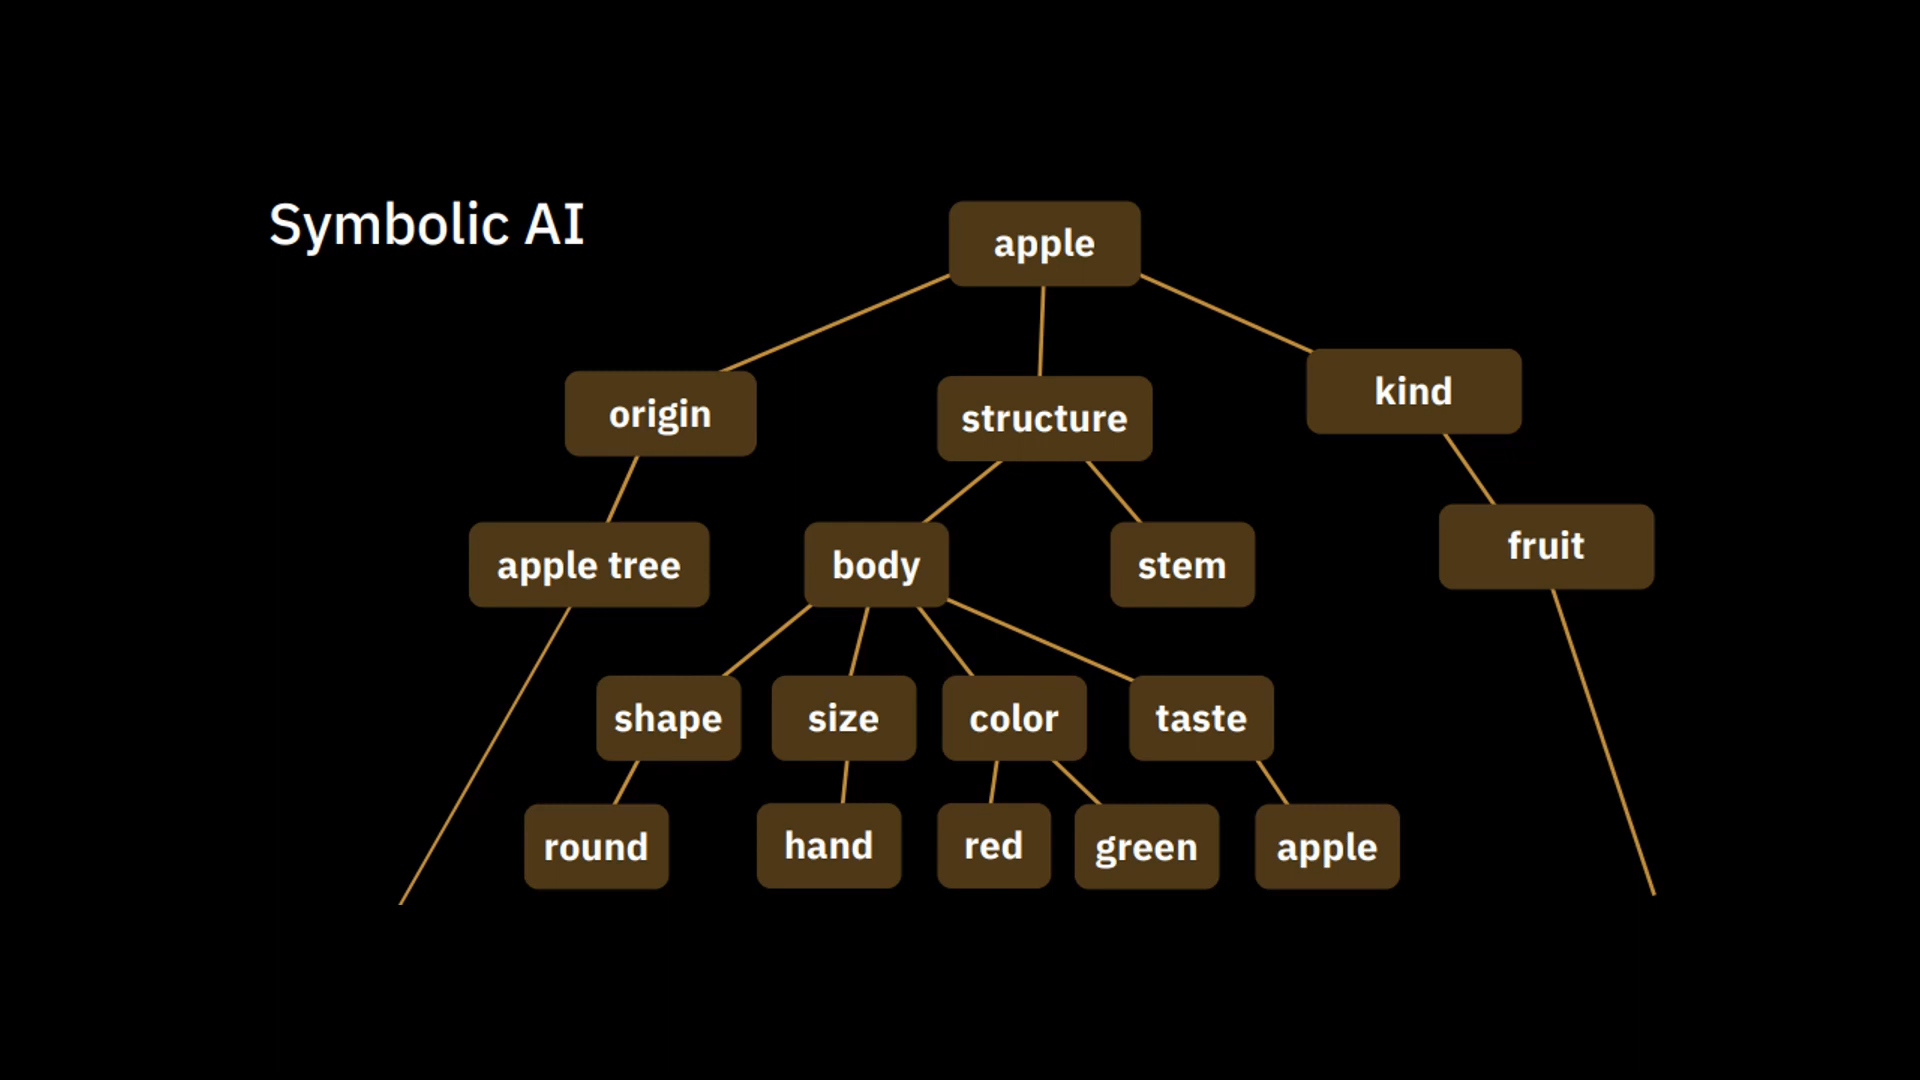 Symbolic AI
apple
origin
structure
kind
apple tree
body
stem
fruit
shape
size
color
taste
round
hand
red
green
apple